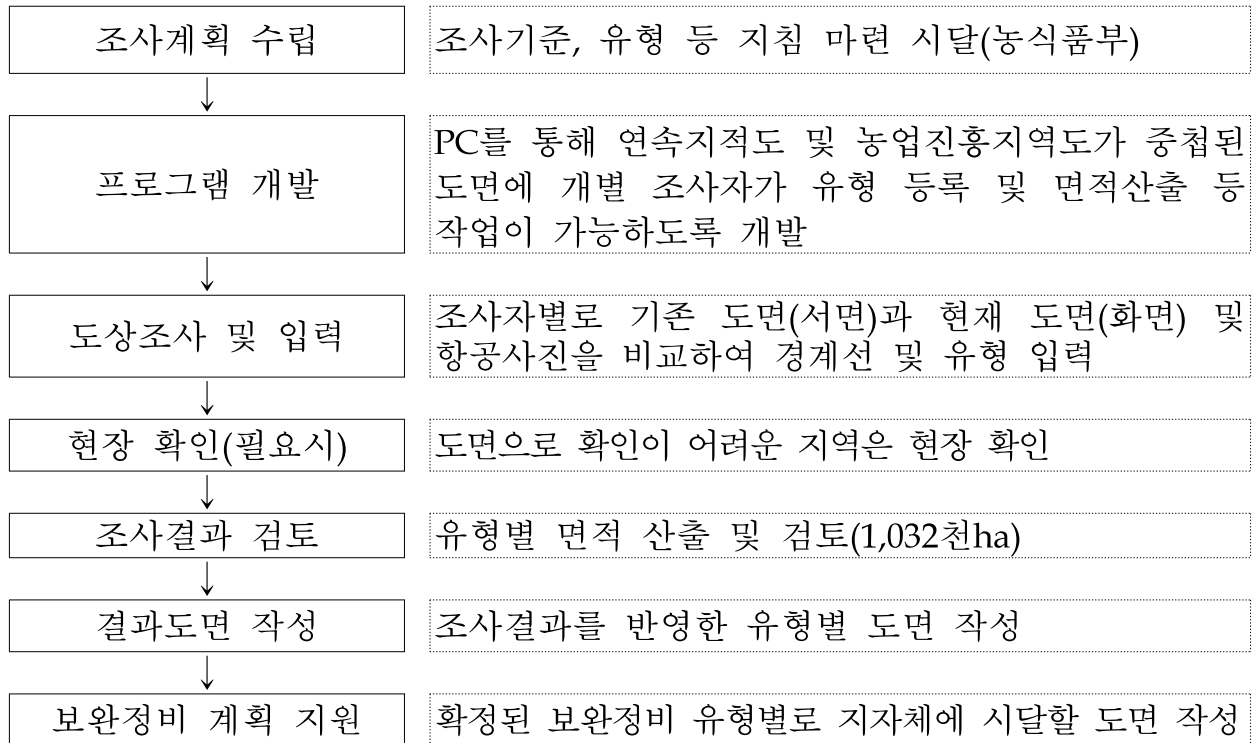 조사계획 수립
조사기준, 유형 등 지침 마련 시달(농식품부)
프로그램 개발
PC를 통해 연속지적도 및 농업진흥지역도가 중첩된
도면에 개별 조사자가 유형 등록 및 면적산출 등
작업이 가능하도록 개발
도상조사 및 입력
조사자별로 기존 도면(서면)과 현재 도면(화면) 및
항공사진을 비교하여 경계선 및 유형 입력
현장 확인(필요시)
도면으로 확인이 어려운 지역은 현장 확인
조사결과 검토
유형별 면적 산출 및 검토(1,032천ha)
결과도면 작성
조사결과를 반영한 유형별 도면 작성
보완정비 계획 지원
확정된 보완정비 유형별로 지자체에 시달할 도면 작성